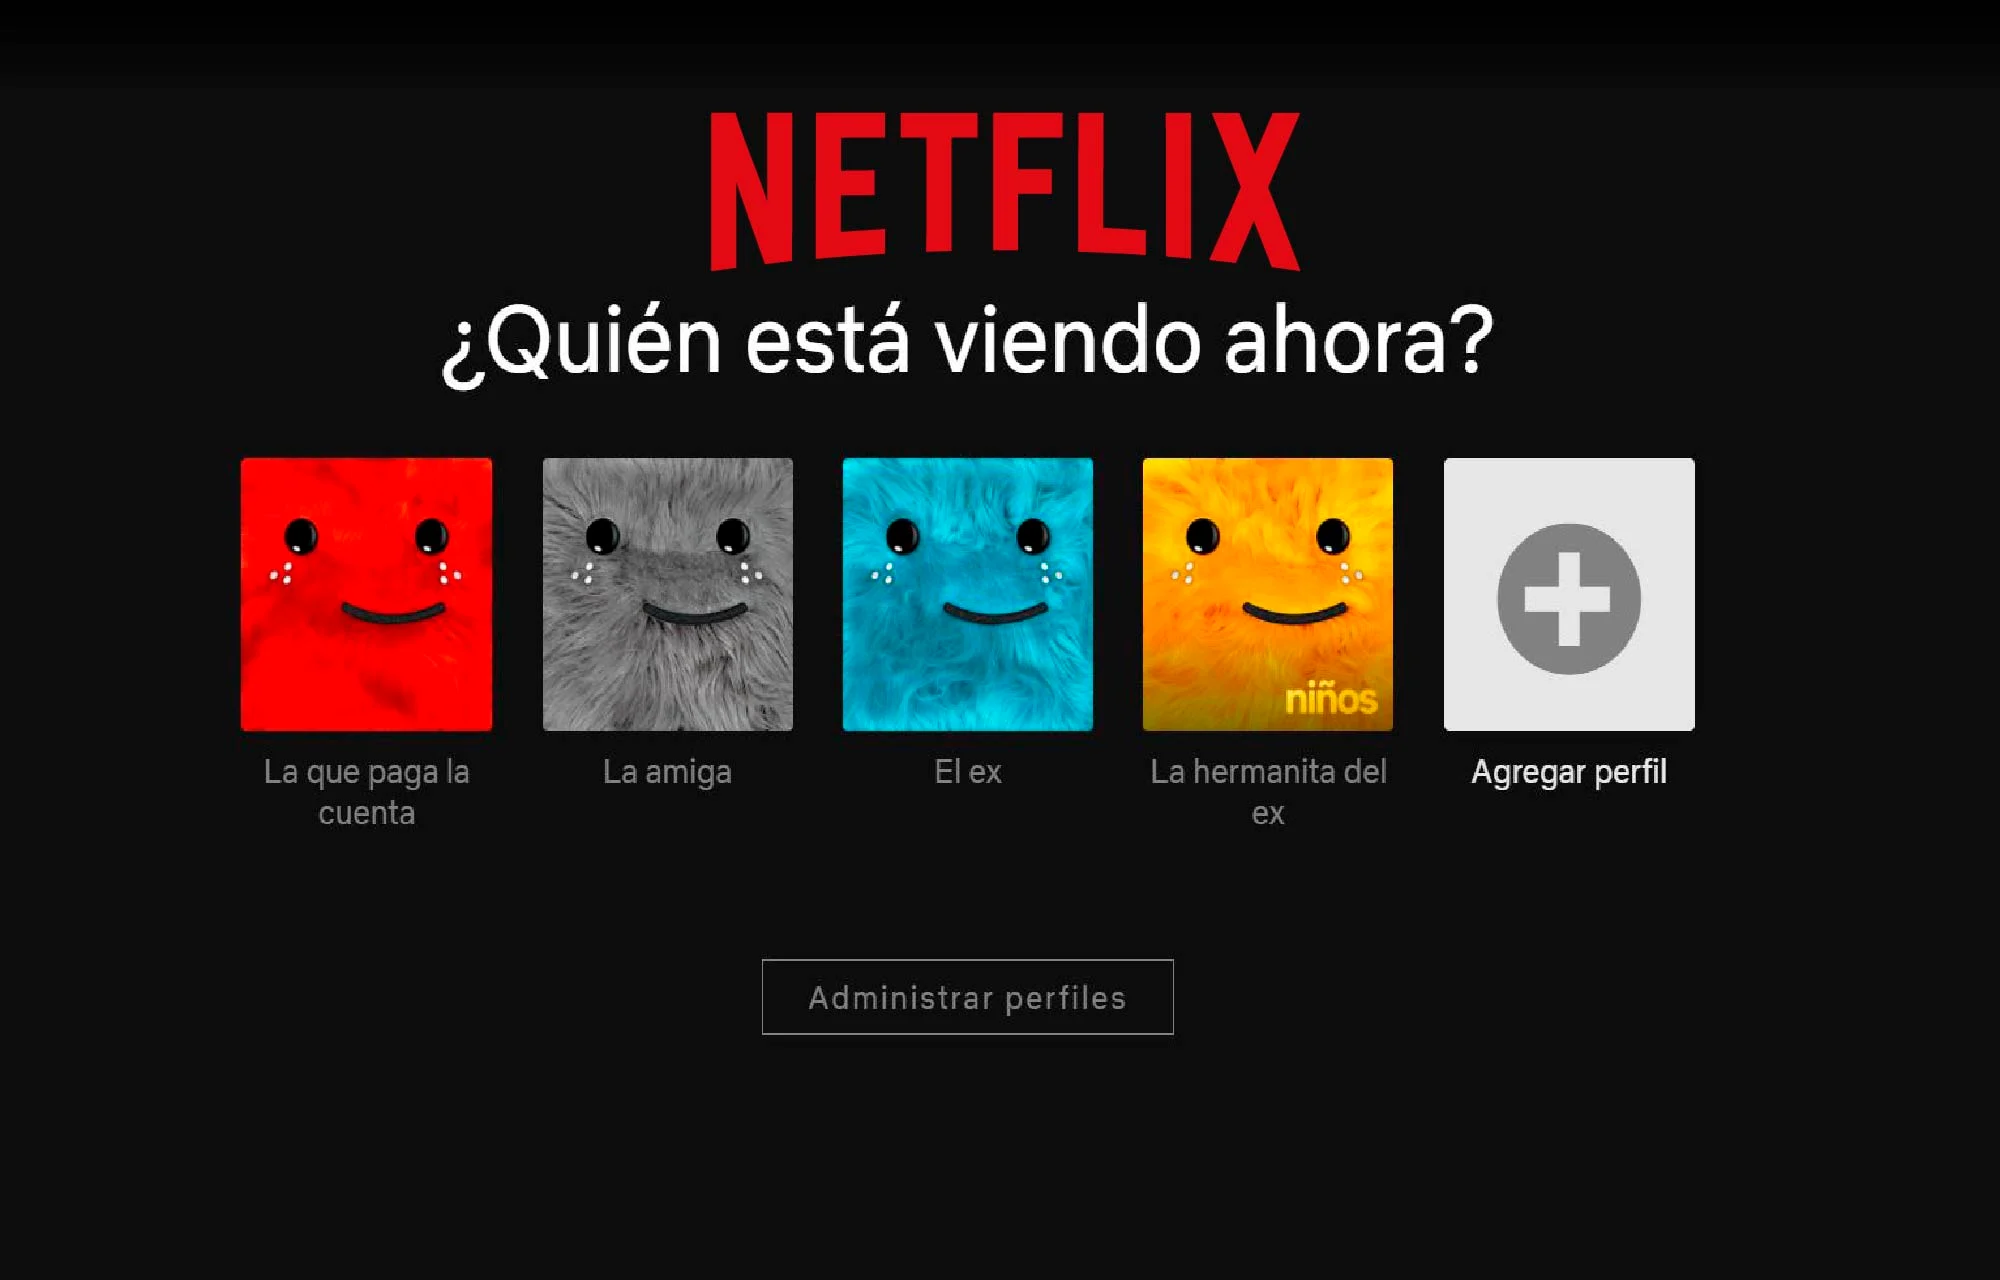 NETFLIX
¿Quién está viendo ahora?
niños
La que paga la
cuenta
La amiga
El ex
La hermanita del
ex
Agregar perfil
Administrar perfiles